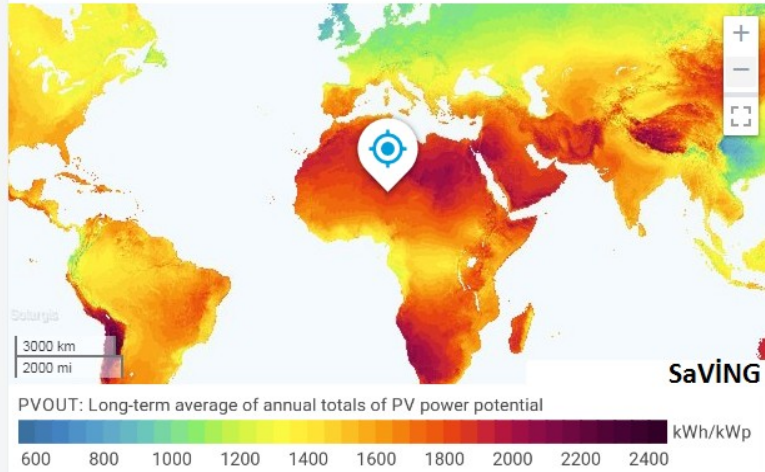 +
−
Solargis
3000 km
2000 mi
SaVİNG
PVOUT: Long-term average of annual totals of PV power potential
kWh/kWp
600 800 1000 1200 1400 1600 1800 2000 2200 2400